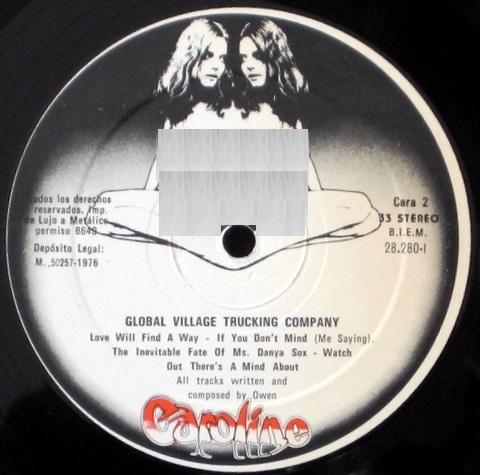 Todos los derechos
reservados. Imp.
de Lujo a Metálico
permiso 6649
Depósito Legal:
M. 50257-1976
Cara 2
33 STEREO
B.I.E.M.
28.280-I
GLOBAL VILLAGE TRUCKING COMPANY
Love Will Find A Way - If You Don't Mind (Me Saying).
The Inevitable Fate Of Ms. Danya Sox - Watch
Out There's A Mind About
All tracks written and
composed by Owen
Caroline